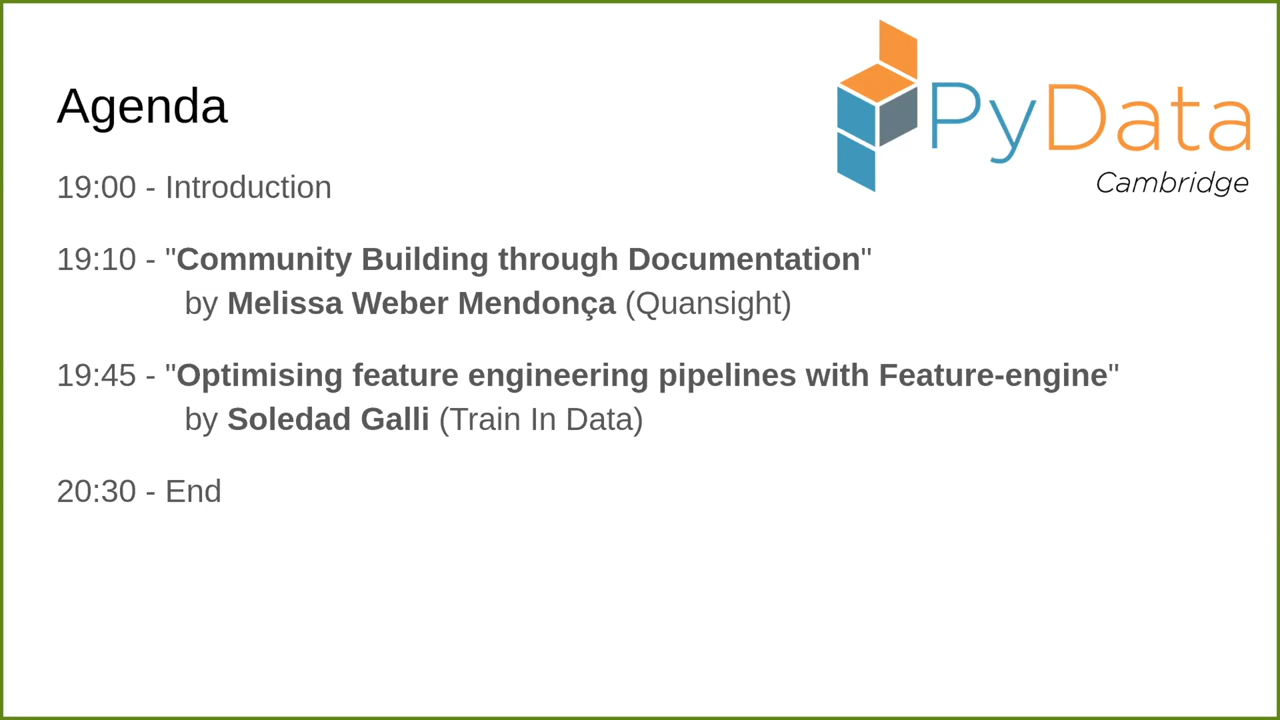 Agenda
PyData
Cambridge
19:00 - Introduction
19:10 - "Community Building through Documentation"
by Melissa Weber Mendonça (Quansight)
19:45 - "Optimising feature engineering pipelines with Feature-engine"
by Soledad Galli (Train In Data)
20:30 - End